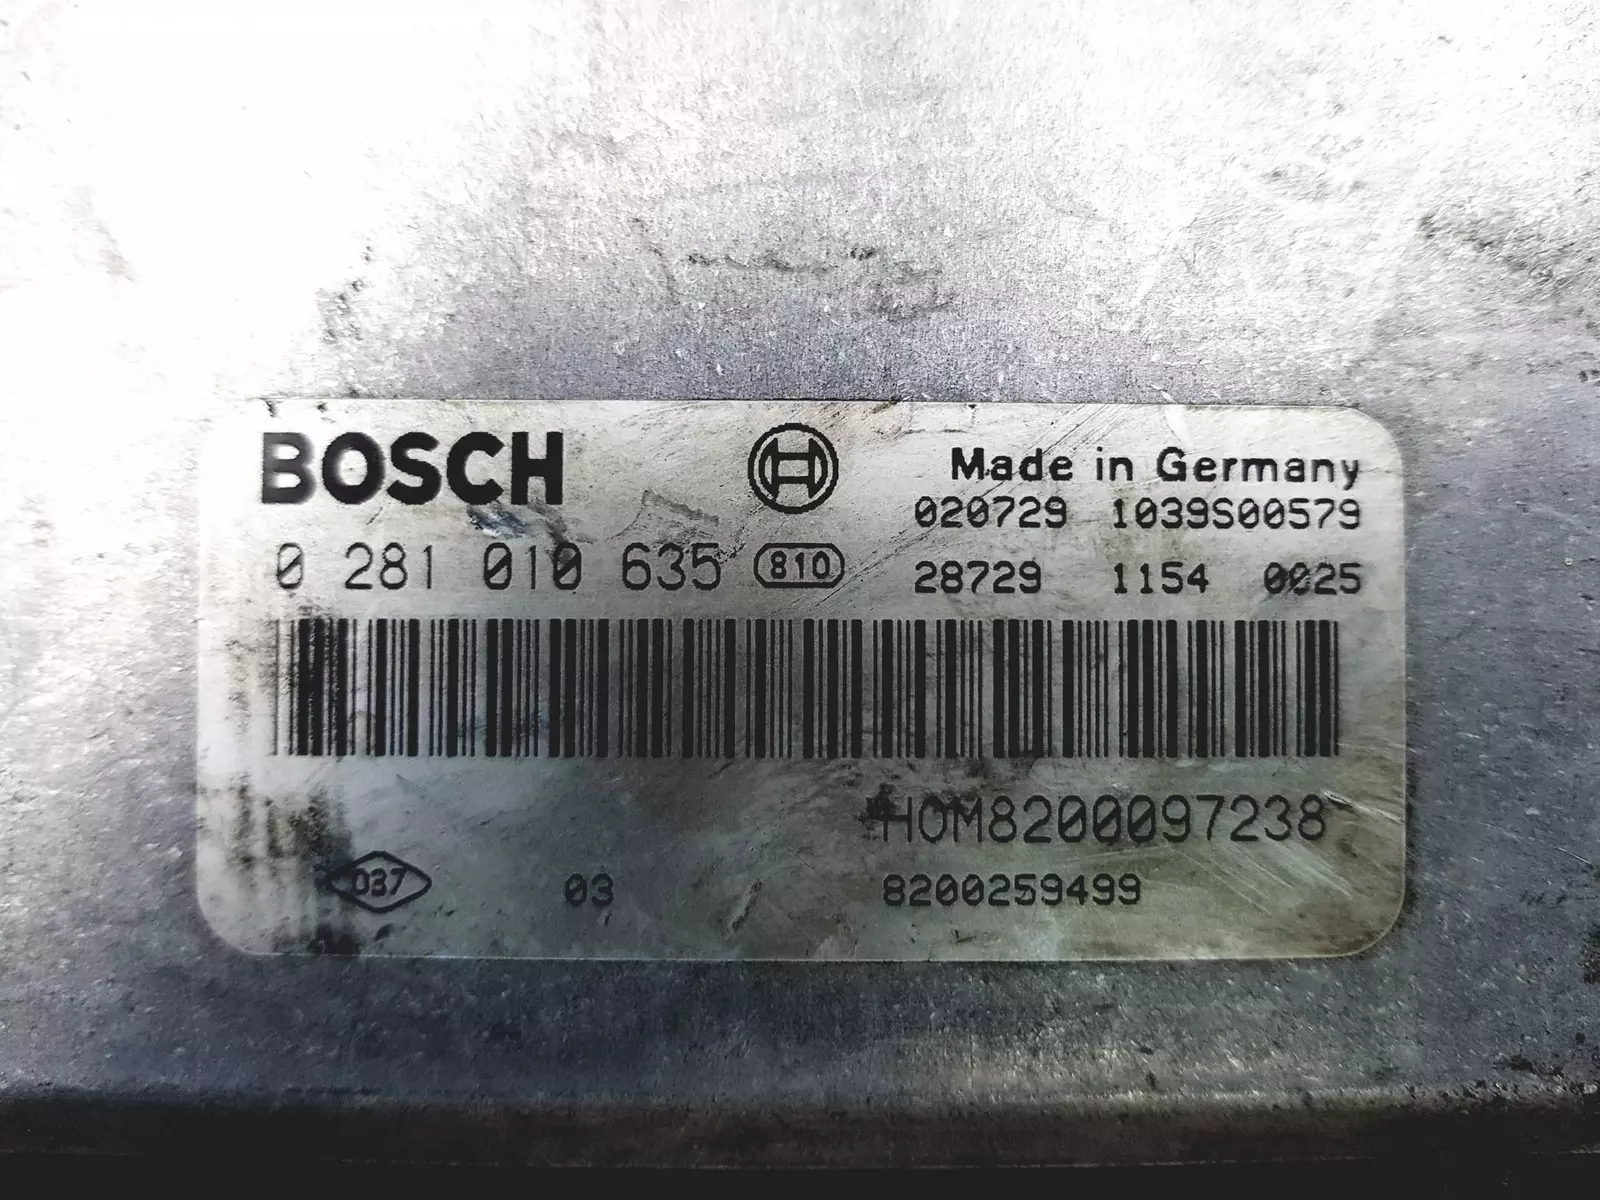 BOSCH
Made in Germany
020729 1039S00579
0 281 010 635 810
28729 1154 0025
HOM8200097238
037 03 8200259499